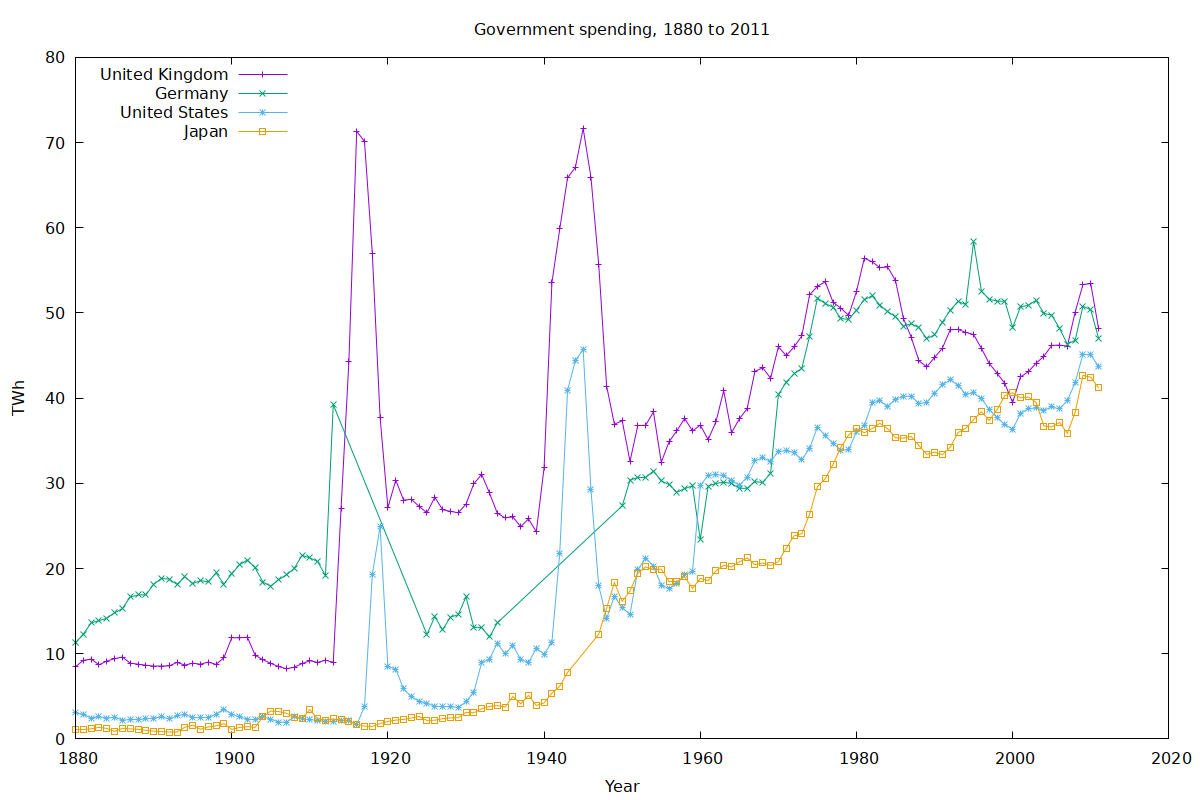 Government spending, 1880 to 2011
United Kingdom
Germany
United States
Japan
TWh
80
70
60
50
40
30
20
10
0
1880 1900 1920 1940 1960 1980 2000 2020
Year